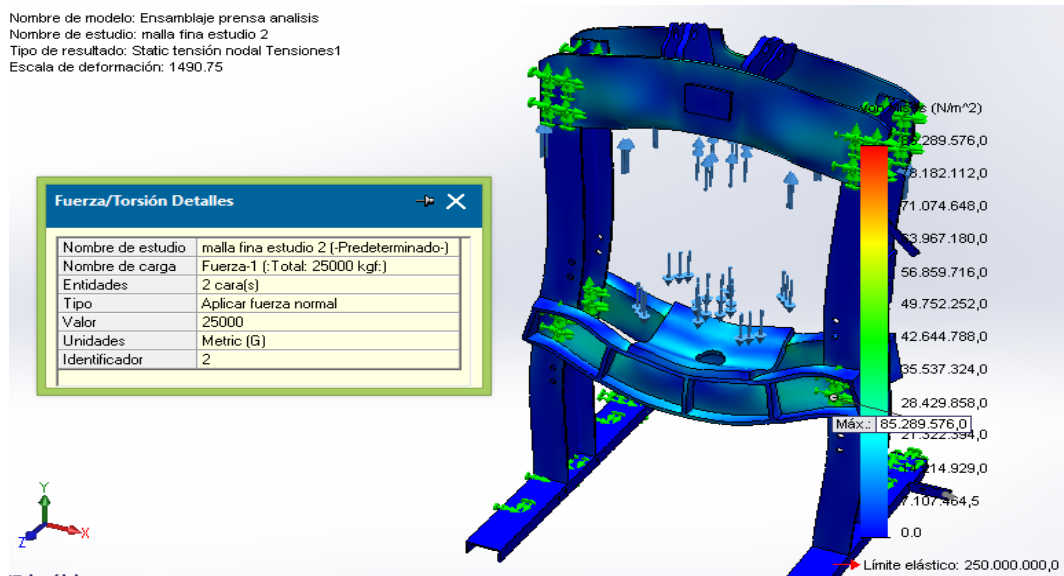 Nombre de modelo: Ensamblaje prensa analisis
Nombre de estudio: malla fina estudio 2
Tipo de resultado: Static tensión nodal Tensiones1
Escala de deformación: 1490.75
Fuerza/Torsión Detalles
Nombre de estudio malla fina estudio 2 (-Predeterminado-)
Nombre de carga Fuerza-1 (:Total: 25000 kgf:)
Entidades 2 cara(s)
Tipo Aplicar fuerza normal
Valor 25000
Unidades Metric (G)
Identificador 2
(N/m^2)
71.074.648,0
56.859.716,0
49.752.252,0
42.644.788,0
35.537.324,0
28.429.858,0
Máx.: 85.289.576,0
7.107.464,5
0.0
Límite elástico: 250.000.000,0
Y
X
Z